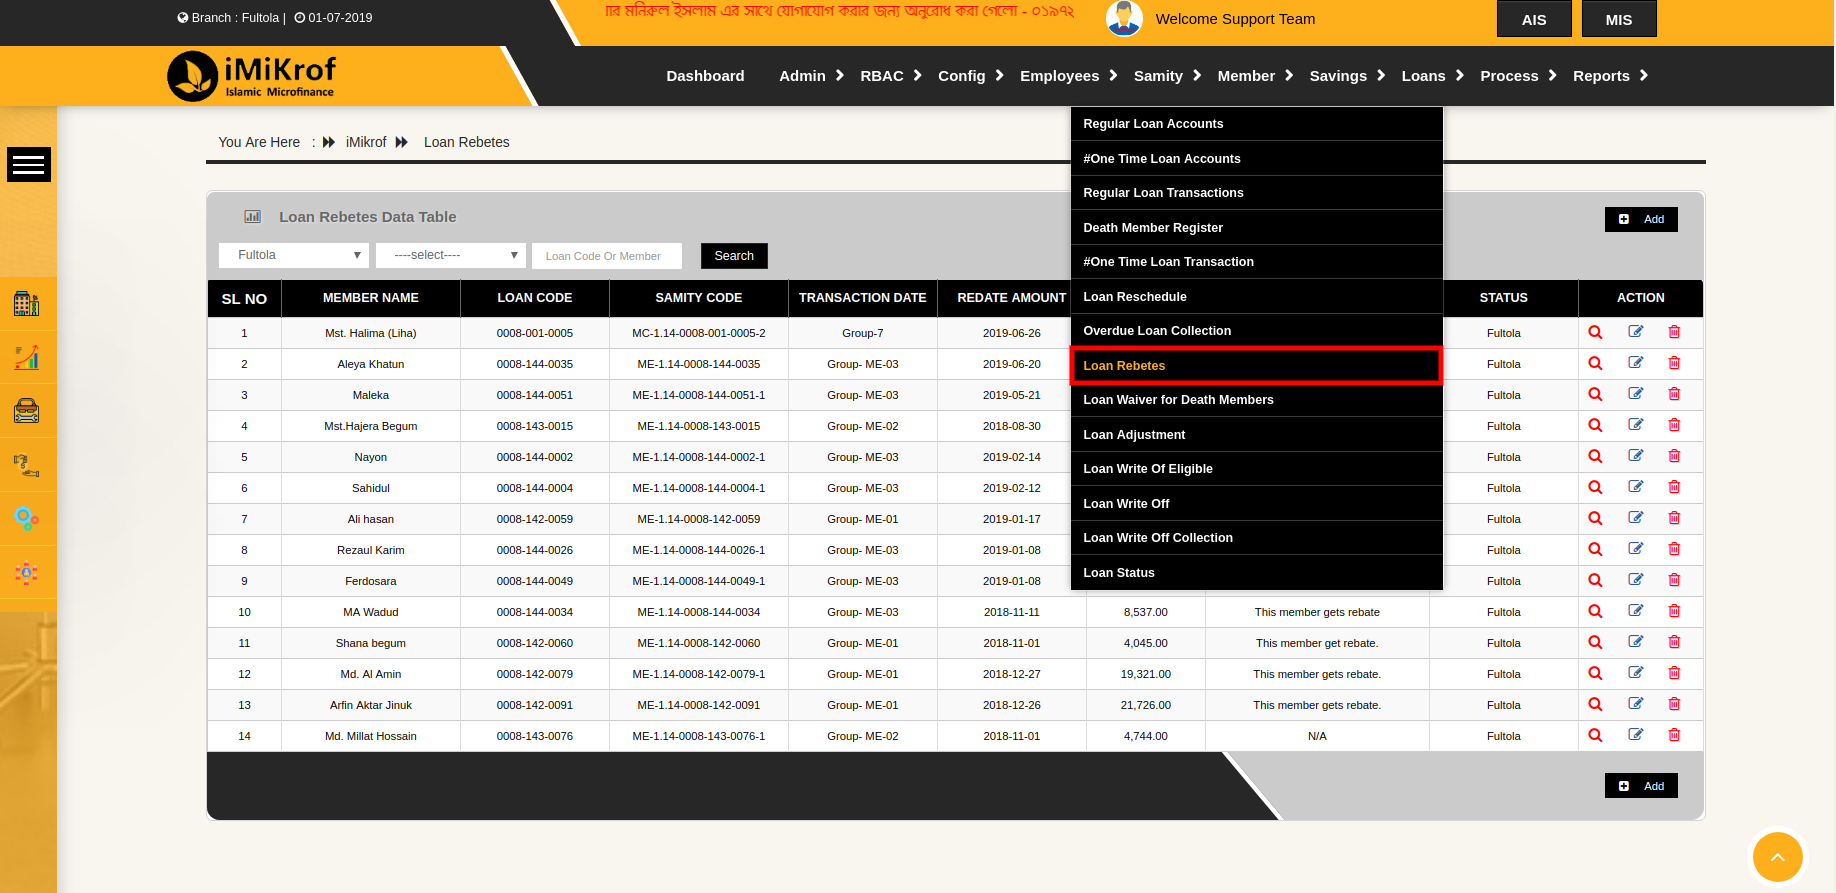 Branch : Fultola | 01-07-2019
মনিরুল ইসলাম এর সাথে যোগাযোগ করার জন্য অনুরোধ করা গেলো - ০১৯৭২
Welcome Support Team
AIS
MIS
iMiKrof
Islamic Microfinance
Dashboard Admin RBAC Config Employees Samity Member Savings Loans Process Reports
You Are Here : iMikrof Loan Rebetes
Regular Loan Accounts
#One Time Loan Accounts
Regular Loan Transactions
Death Member Register
#One Time Loan Transaction
Loan Reschedule
Overdue Loan Collection
Loan Rebetes
Loan Waiver for Death Members
Loan Adjustment
Loan Write Of Eligible
Loan Write Off
Loan Write Off Collection
Loan Status
Loan Rebetes Data Table
Add
Fultola ----select---- Loan Code Or Member Search
SL NO MEMBER NAME LOAN CODE SAMITY CODE TRANSACTION DATE REDATE AMOUNT STATUS ACTION
1 Mst. Halima (Liha) 0008-001-0005 MC-1.14-0008-001-0005-2 Group-7 2019-06-26 Fultola
2 Aleya Khatun 0008-144-0035 ME-1.14-0008-144-0035 Group- ME-03 2019-06-20 Fultola
3 Maleka 0008-144-0051 ME-1.14-0008-144-0051-1 Group- ME-03 2019-05-21 Fultola
4 Mst.Hajera Begum 0008-143-0015 ME-1.14-0008-143-0015 Group- ME-02 2018-08-30 Fultola
5 Nayon 0008-144-0002 ME-1.14-0008-144-0002-1 Group- ME-03 2019-02-14 Fultola
6 Sahidul 0008-144-0004 ME-1.14-0008-144-0004-1 Group- ME-03 2019-02-12 Fultola
7 Ali hasan 0008-142-0059 ME-1.14-0008-142-0059 Group- ME-01 2019-01-17 Fultola
8 Rezaul Karim 0008-144-0026 ME-1.14-0008-144-0026-1 Group- ME-03 2019-01-08 Fultola
9 Ferdosara 0008-144-0049 ME-1.14-0008-144-0049-1 Group- ME-03 2019-01-08 Fultola
10 MA Wadud 0008-144-0034 ME-1.14-0008-144-0034 Group- ME-03 2018-11-11 8,537.00 This member gets rebate Fultola
11 Shana begum 0008-142-0060 ME-1.14-0008-142-0060 Group- ME-01 2018-11-01 4,045.00 This member get rebate. Fultola
12 Md. Al Amin 0008-142-0079 ME-1.14-0008-142-0079-1 Group- ME-01 2018-12-27 19,321.00 This member gets rebate. Fultola
13 Arfin Aktar Jinuk 0008-142-0091 ME-1.14-0008-142-0091 Group- ME-01 2018-12-26 21,726.00 This member gets rebate. Fultola
14 Md. Millat Hossain 0008-143-0076 ME-1.14-0008-143-0076-1 Group- ME-02 2018-11-01 4,744.00 N/A Fultola
Add